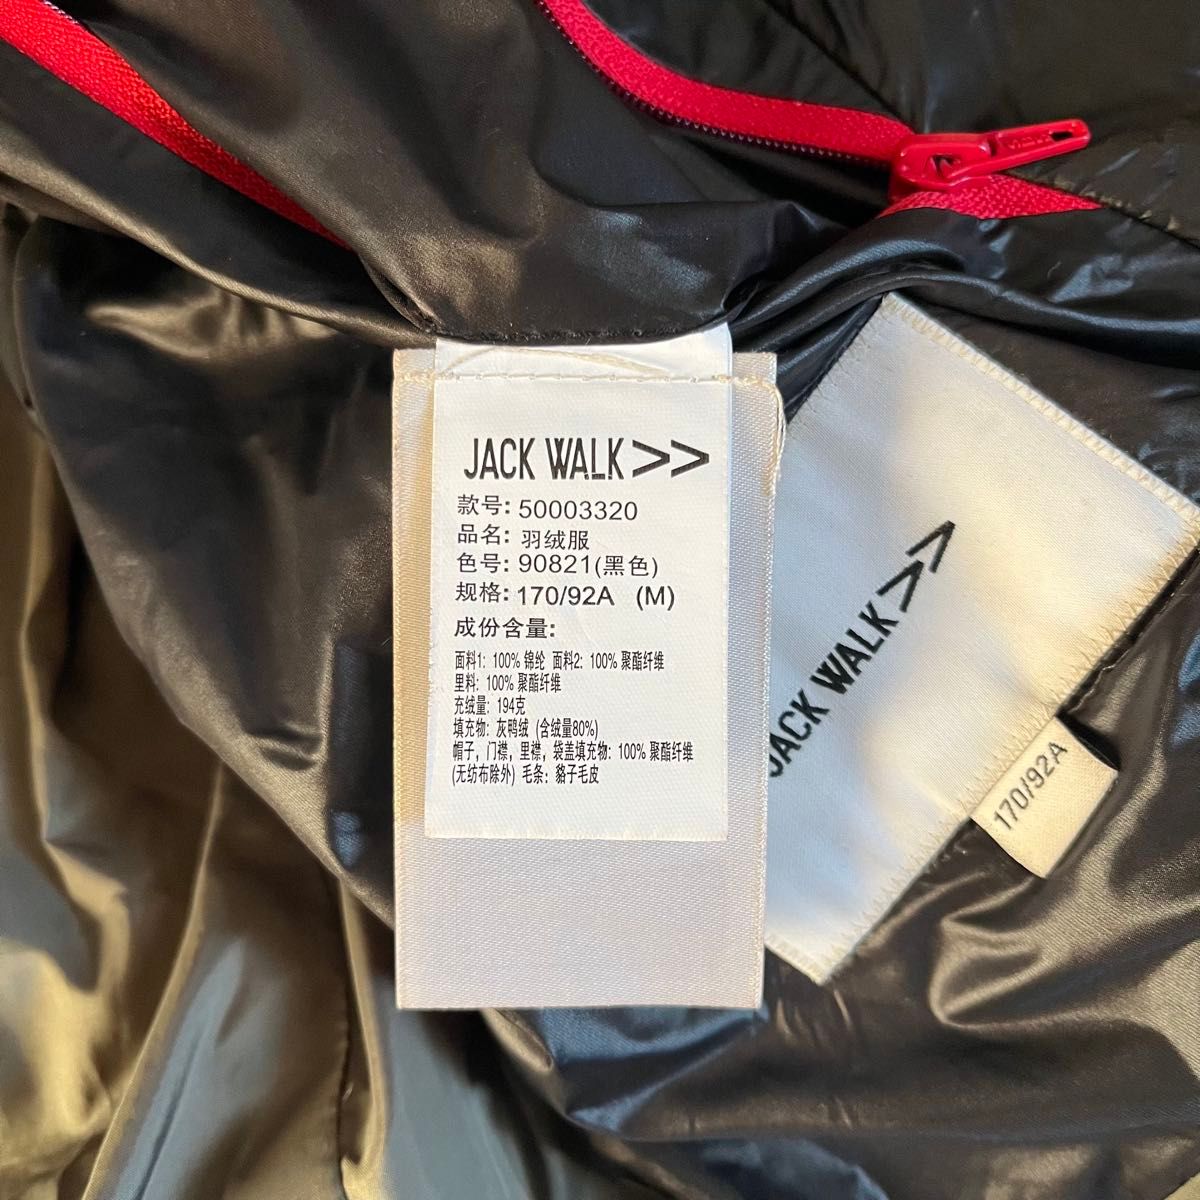 JACK WALK>>
款号: 50003320
品名: 羽绒服
色号: 90821(黑色)
规格: 170/92A (M)
成份含量:
面料1: 100% 锦纶 面料2: 100% 聚酯纤维
里料: 100% 聚酯纤维
充绒量: 194克
填充物: 灰鸭绒 (含绒量80%)
帽子, 门襟, 里襟, 袋盖填充物: 100% 聚酯纤维
(无纺布除外) 毛条: 貉子毛皮
JACK WALK>>
170/92A